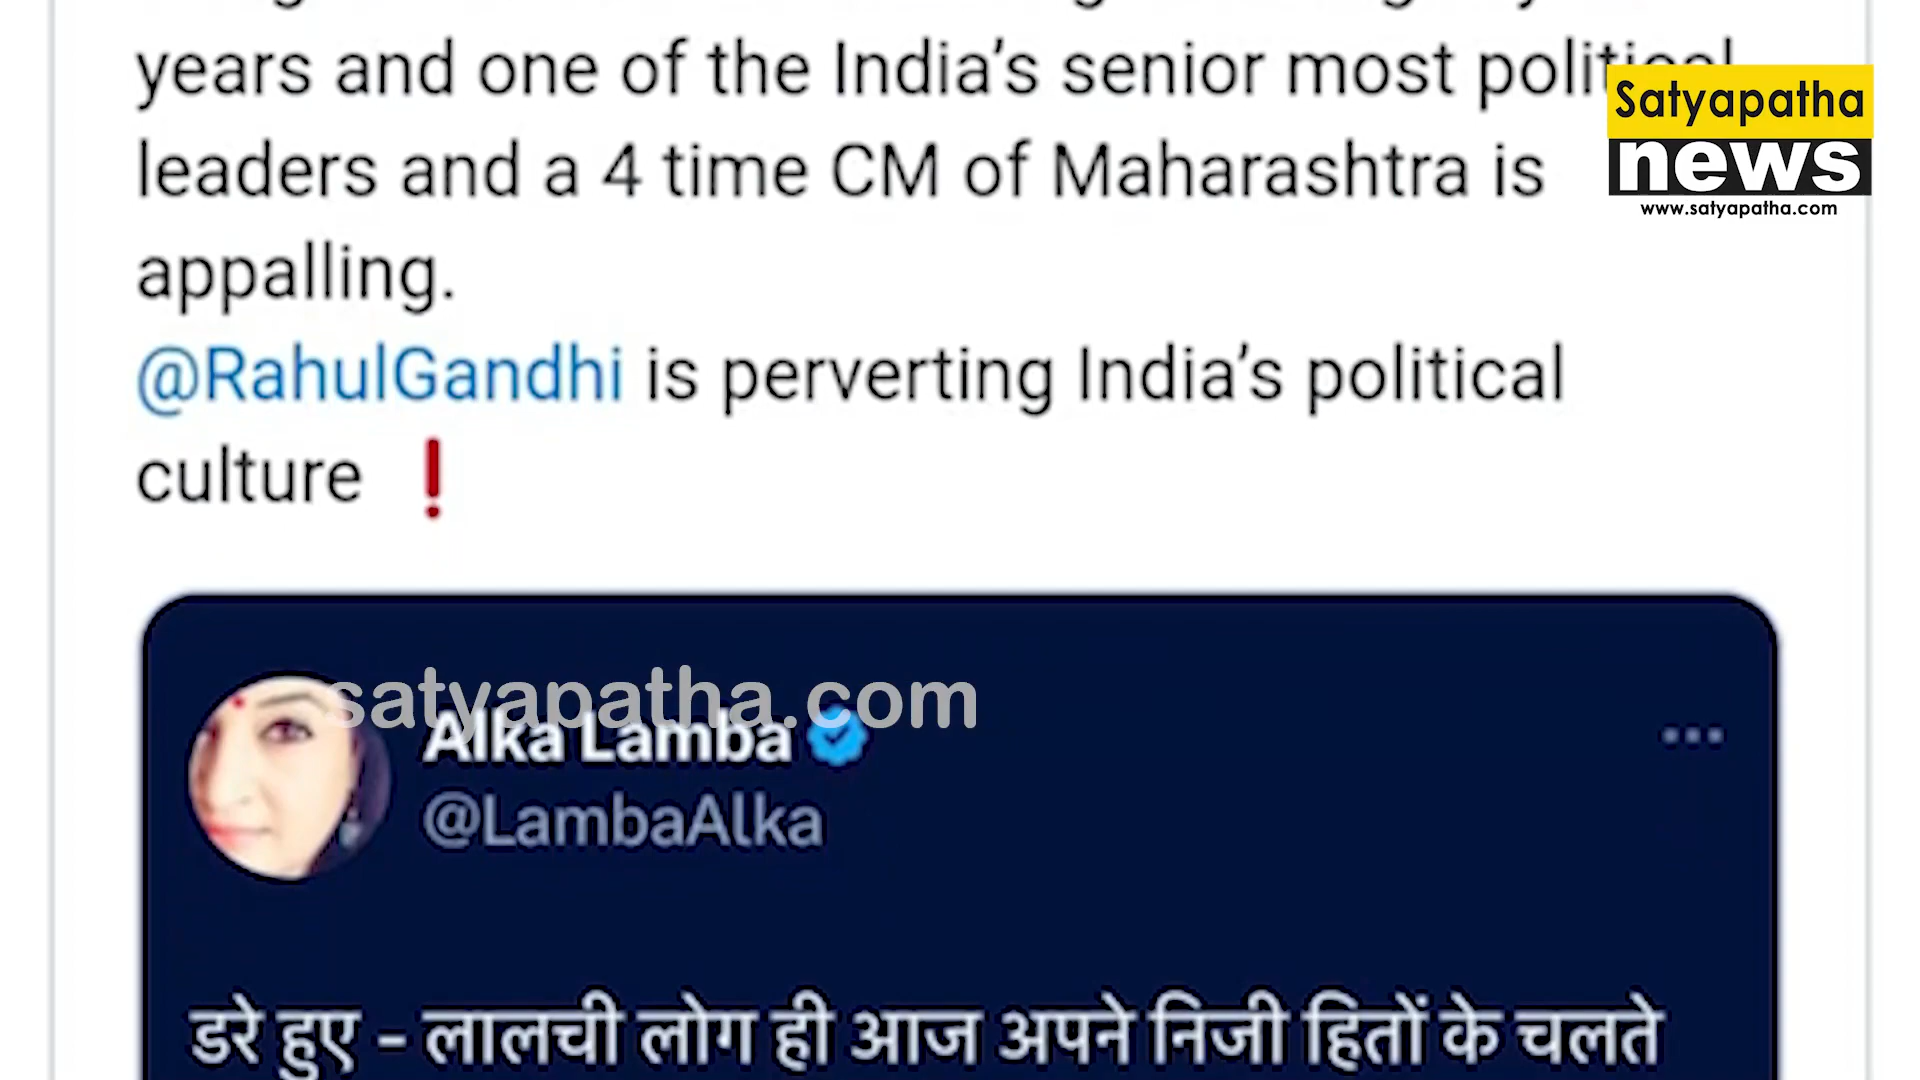 years and one of the India's senior most political
leaders and a 4 time CM of Maharashtra is
appalling.
@RahulGandhi is perverting India's political
culture ❗
Satyapatha
news
www.satyapatha.com
satyapatha.com
Alka Lamba
@LambaAlka
डरे हुए - लालची लोग ही आज अपने निजी हितों के चलते